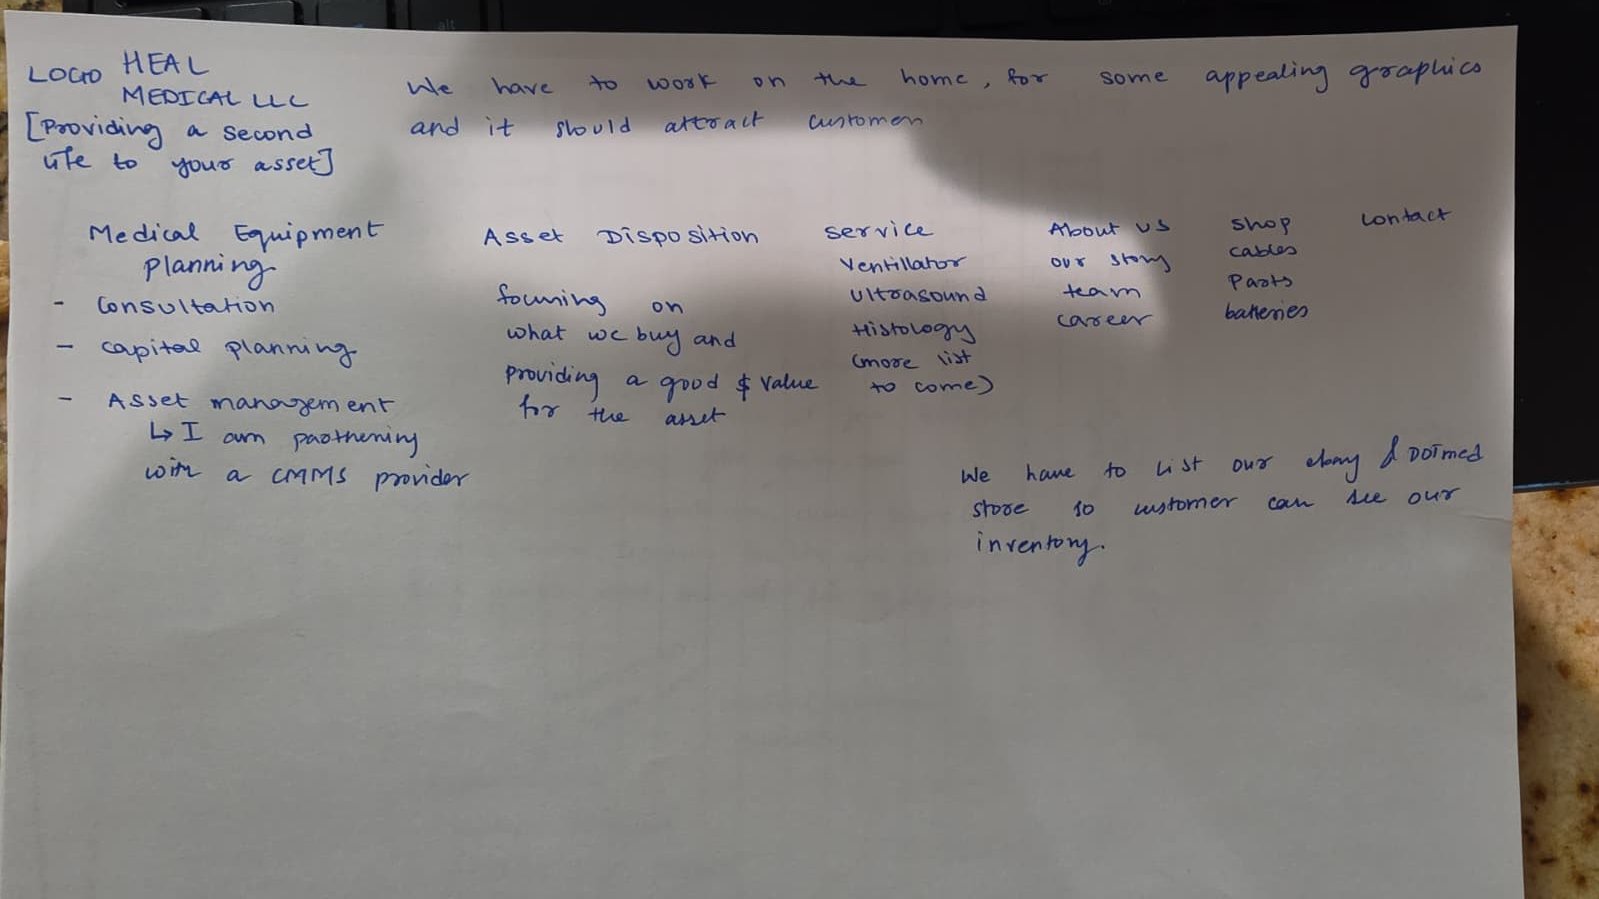 LOGO HEAL
MEDICAL LLC
[Providing a second
life to your asset]
We have to work on the home, for some appealing graphics
and it should attract customers
Medical Equipment
planning
- Consultation
- Capital planning
- Asset management
↳ I am parthening
with a CMMS provider
Asset Disposition
focusing on
what we buy and
providing a good $ value
for the asset
Service
Ventillator
Ultrasound
Histology
(more list
to come)
About us
our story
team
career
shop
cables
Parts
batteries
contact
We have to list our ebay & DOTmed
store so customer can see our
inventory.
alt